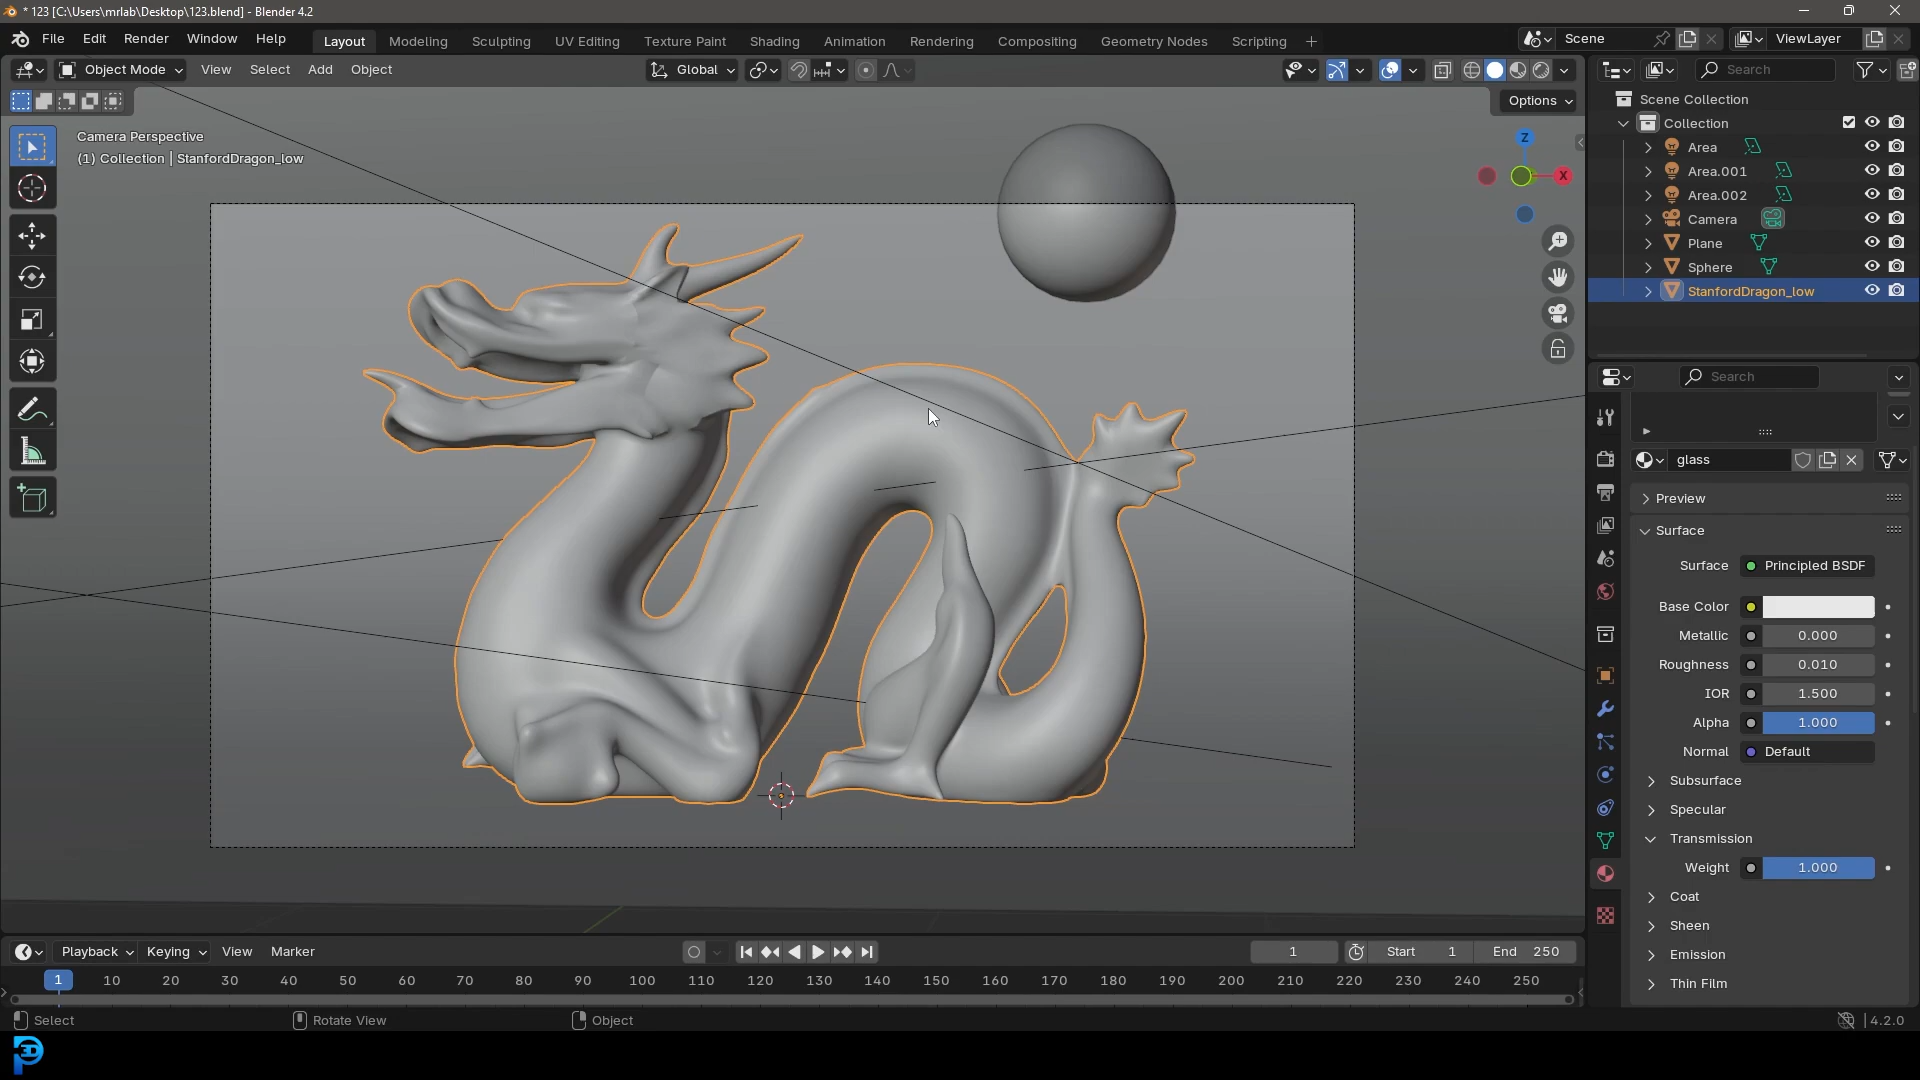 * 123 [C:\Users\mrlab\Desktop\123.blend] - Blender 4.2
File Edit Render Window Help
Layout Modeling Sculpting UV Editing Texture Paint Shading Animation Rendering Compositing Geometry Nodes Scripting +
Scene
ViewLayer
Object Mode View Select Add Object
Global
Options
Camera Perspective
(1) Collection | StanfordDragon_low
Z
X
Search
Scene Collection
Collection
Area
Area.001
Area.002
Camera
Plane
Sphere
StanfordDragon_low
Search
glass
Preview
Surface
Surface Principled BSDF
Base Color
Metallic 0.000
Roughness 0.010
IOR 1.500
Alpha 1.000
Normal Default
Subsurface
Specular
Transmission
Weight 1.000
Coat
Sheen
Emission
Thin Film
Playback Keying View Marker
1 Start 1 End 250
1 10 20 30 40 50 60 70 80 90 100 110 120 130 140 150 160 170 180 190 200 210 220 230 240 250
Select Rotate View Object
4.2.0
3D